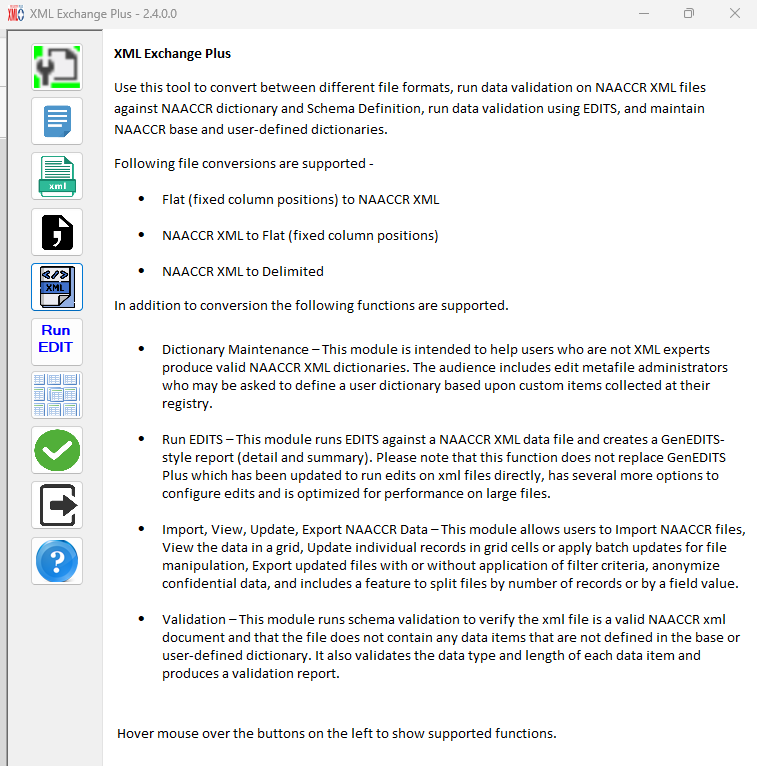 XML Exchange Plus - 2.4.0.0
XML Exchange Plus
Use this tool to convert between different file formats, run data validation on NAACCR XML files
against NAACCR dictionary and Schema Definition, run data validation using EDITS, and maintain
NAACCR base and user-defined dictionaries.
Following file conversions are supported -
• Flat (fixed column positions) to NAACCR XML
• NAACCR XML to Flat (fixed column positions)
• NAACCR XML to Delimited
In addition to conversion the following functions are supported.
• Dictionary Maintenance – This module is intended to help users who are not XML experts
produce valid NAACCR XML dictionaries. The audience includes edit metafile administrators
who may be asked to define a user dictionary based upon custom items collected at their
registry.
• Run EDITS – This module runs EDITS against a NAACCR XML data file and creates a GenEDITS-
style report (detail and summary). Please note that this function does not replace GenEDITS
Plus which has been updated to run edits on xml files directly, has several more options to
configure edits and is optimized for performance on large files.
• Import, View, Update, Export NAACCR Data – This module allows users to Import NAACCR files,
View the data in a grid, Update individual records in grid cells or apply batch updates for file
manipulation, Export updated files with or without application of filter criteria, anonymize
confidential data, and includes a feature to split files by number of records or by a field value.
• Validation – This module runs schema validation to verify the xml file is a valid NAACCR xml
document and that the file does not contain any data items that are not defined in the base or
user-defined dictionary. It also validates the data type and length of each data item and
produces a validation report.
Hover mouse over the buttons on the left to show supported functions.
xml
</>
XML
Run
EDIT
?